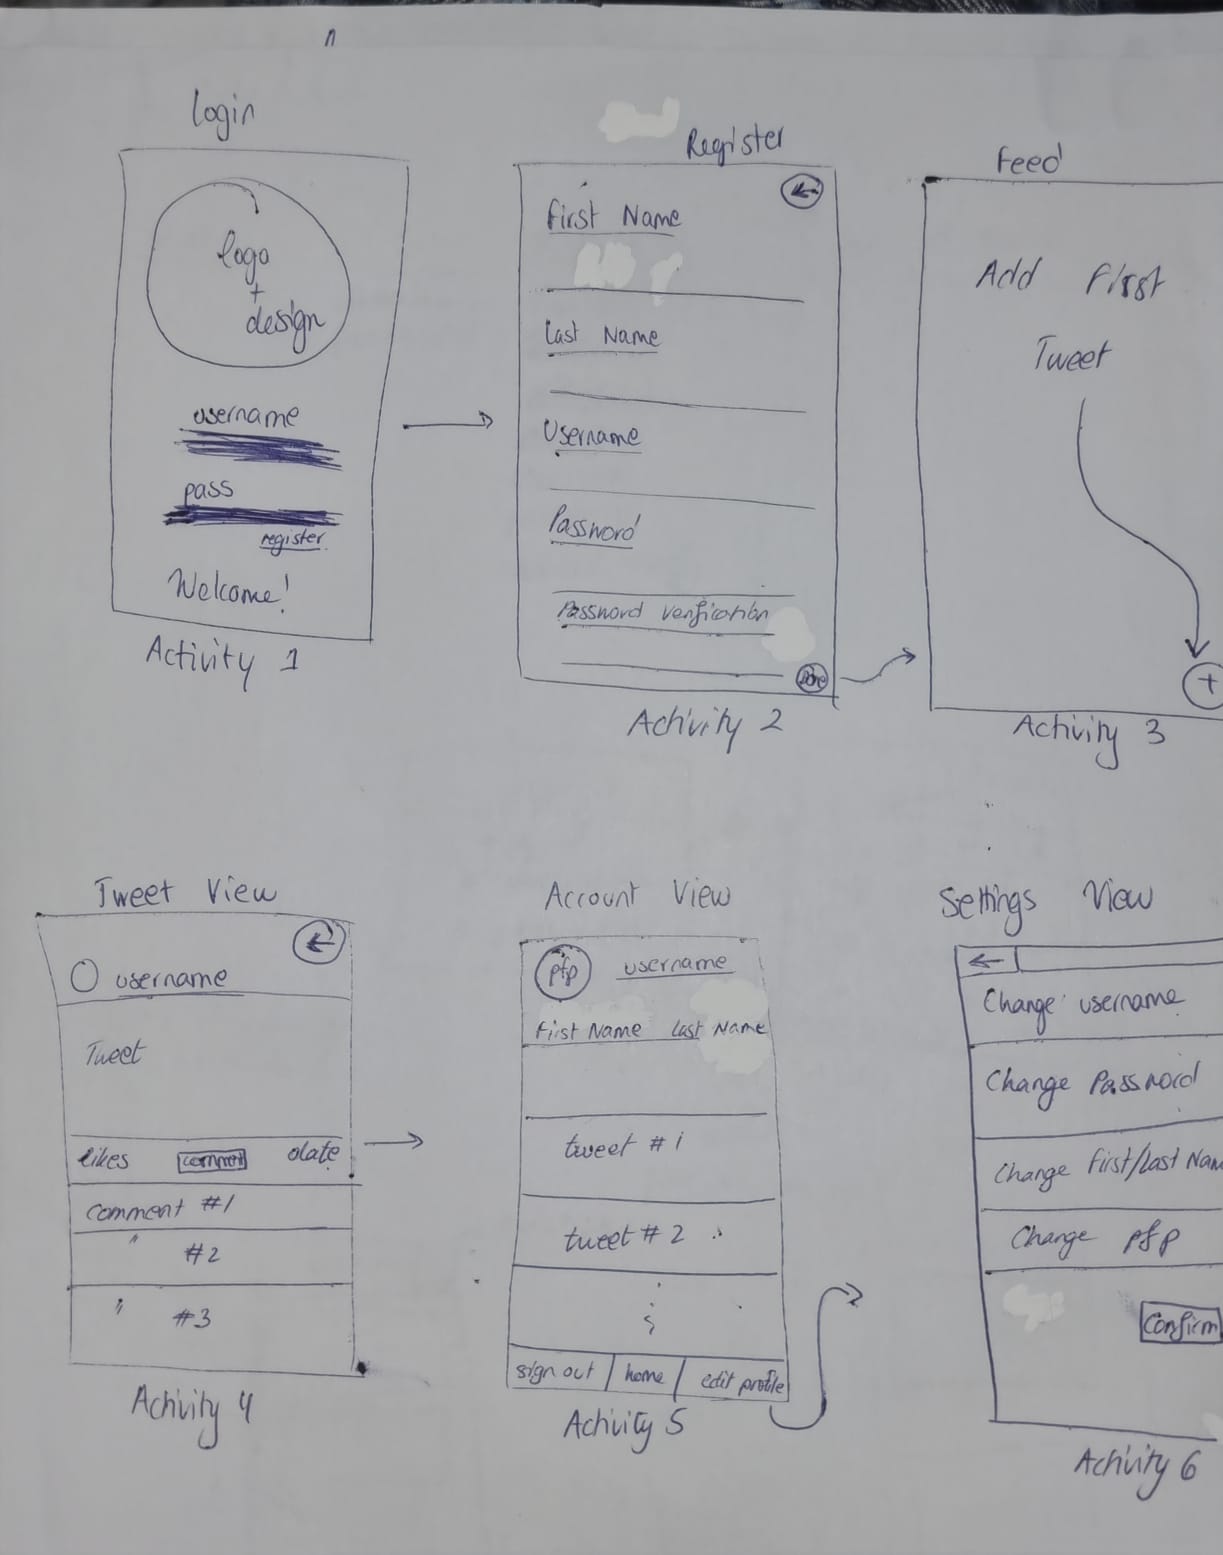 n
Login
logo
+
design
username
pass
register
Welcome!
Activity 1
Register
First Name
Last Name
Username
Password
Password verification
Done
Activity 2
Feed
Add First
Tweet
+
Activity 3
Tweet View
username
Tweet
likes comment date
comment #1
" #2
" #3
Activity 4
Account View
pfp username
First Name Last Name
tweet #1
tweet #2
sign out home edit profile
Activity 5
Settings View
Change username
Change Password
Change First/Last Nam
Change pfp
Confirm
Activity 6